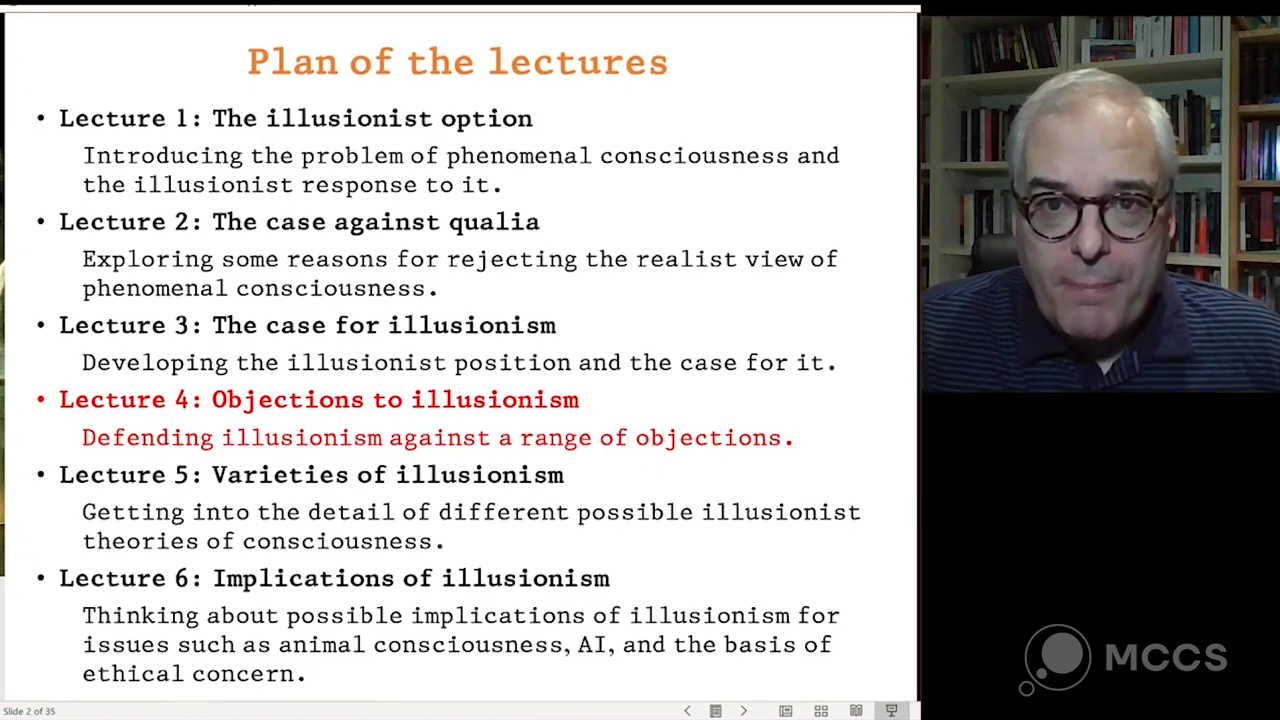 Plan of the lectures
• Lecture 1: The illusionist option
Introducing the problem of phenomenal consciousness and
the illusionist response to it.
• Lecture 2: The case against qualia
Exploring some reasons for rejecting the realist view of
phenomenal consciousness.
• Lecture 3: The case for illusionism
Developing the illusionist position and the case for it.
• Lecture 4: Objections to illusionism
Defending illusionism against a range of objections.
• Lecture 5: Varieties of illusionism
Getting into the detail of different possible illusionist
theories of consciousness.
• Lecture 6: Implications of illusionism
Thinking about possible implications of illusionism for
issues such as animal consciousness, AI, and the basis of
ethical concern.
Slide 2 of 35
MCCS